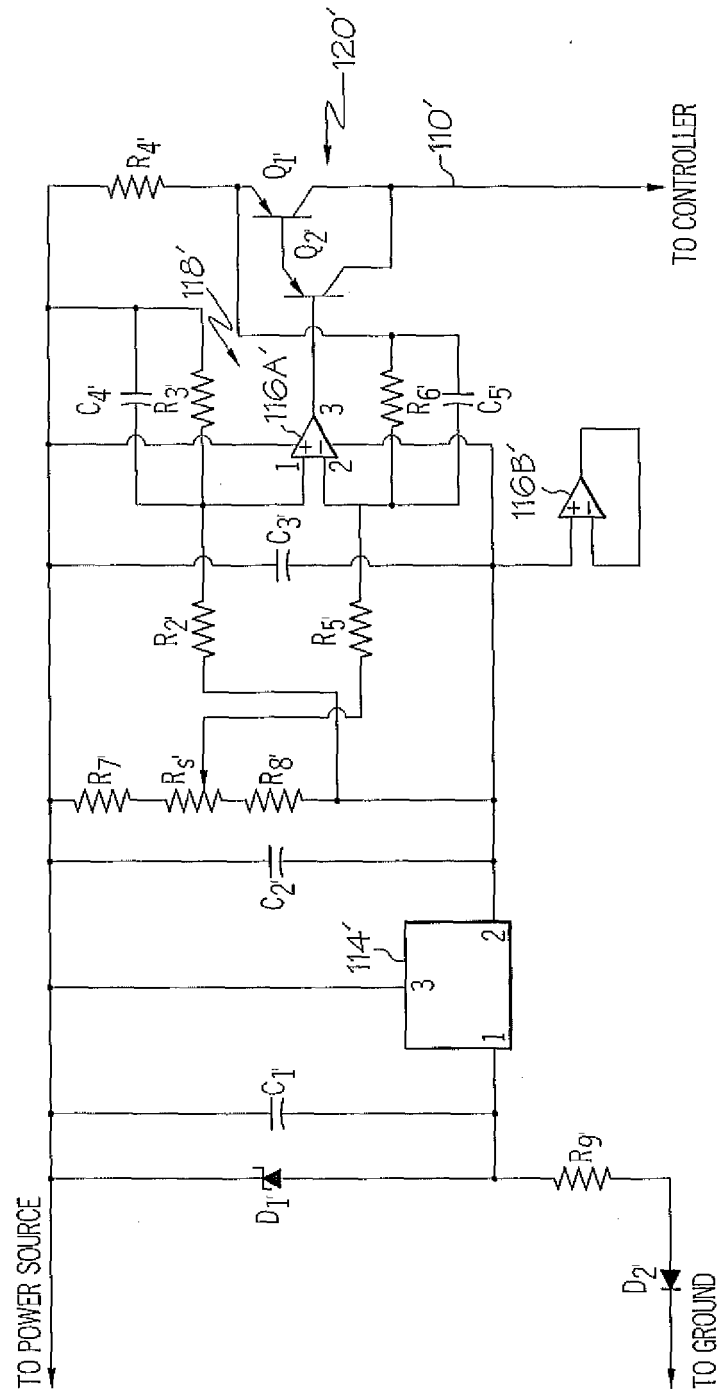 TO POWER SOURCE
TO GROUND
D2'
R9'
D1'
C1'
114'
1
2
3
C2'
R7
Rs'
R8'
R2'
R5'
C3'
116B'
+
−
C4'
R3'
118'
116A'
1
2
3
+
−
R6'
C5'
R4'
Q1'
Q2'
120'
110'
TO CONTROLLER